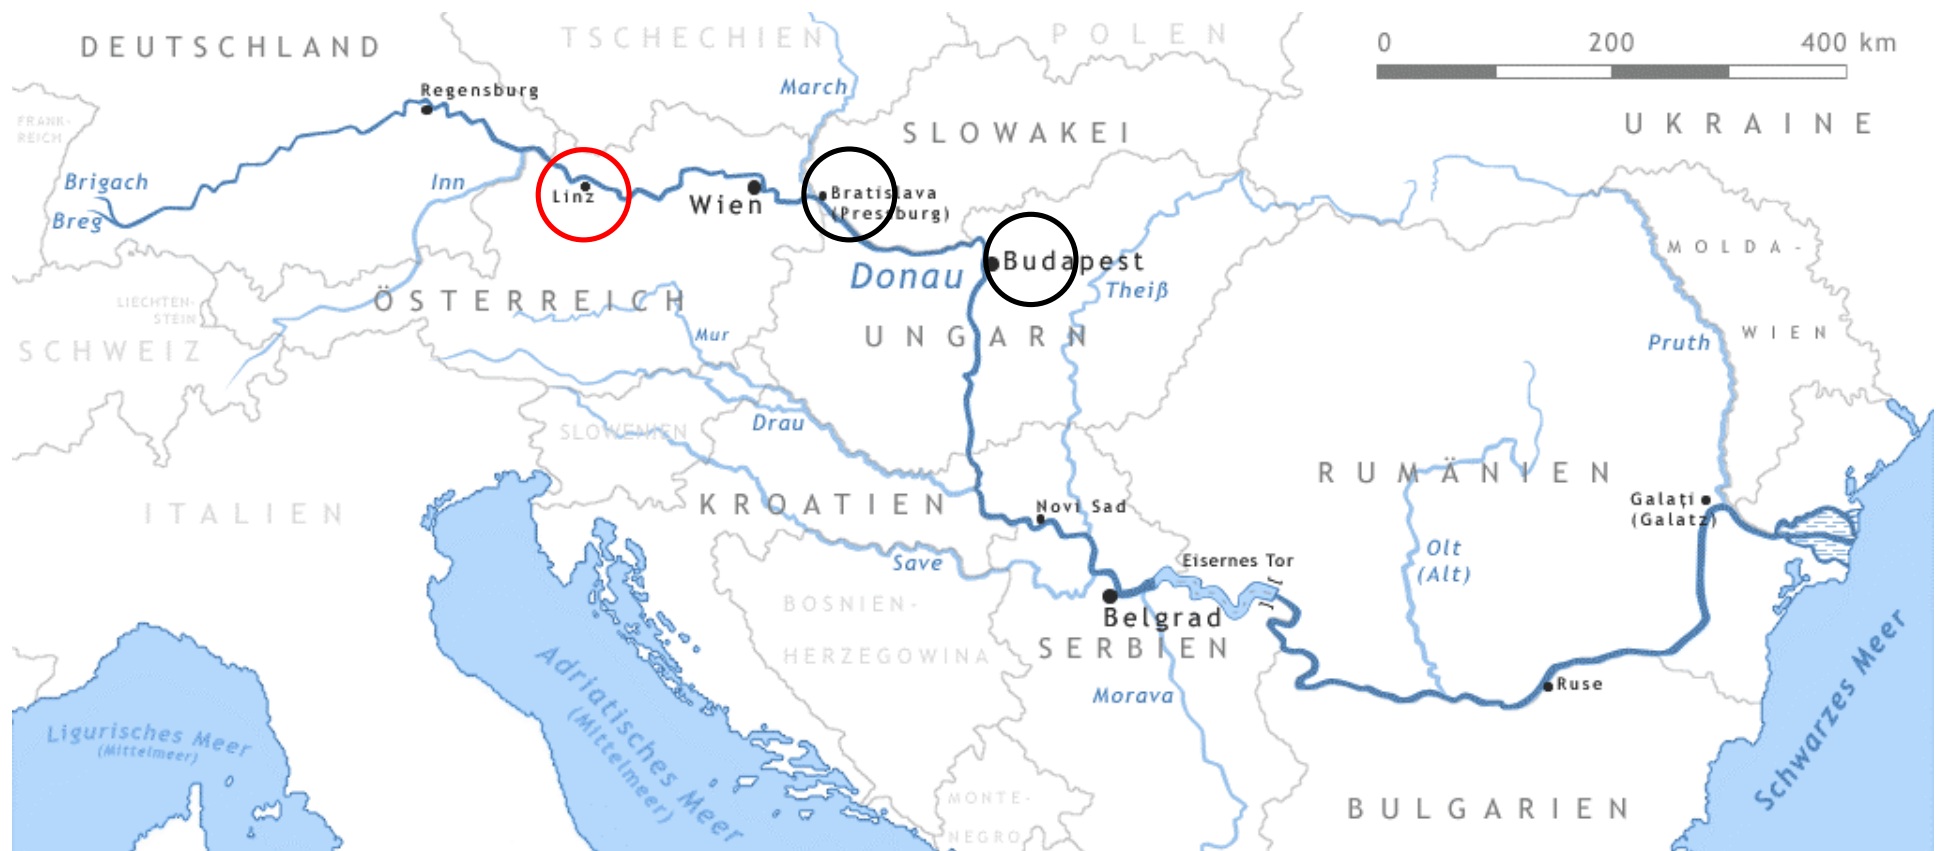 DEUTSCHLAND
TSCHECHIEN
POLEN
0 200 400 km
March
Regensburg
FRANK-
REICH
SLOWAKEI
UKRAINE
Brigach
Breg
Inn
Linz
Wien
Bratislava
(Pressburg)
Budapest
Donau
Theiß
MOLDA-
WIEN
LIECHTEN-
STEIN
ÖSTERREICH
SCHWEIZ
Mur
UNGARN
Pruth
Drau
SLOWENIEN
ITALIEN
KROATIEN
Novi Sad
RUMÄNIEN
Galați
(Galatz)
Save
Eisernes Tor
Olt
(Alt)
BOSNIEN-
HERZEGOWINA
Belgrad
SERBIEN
Morava
Ruse
Adriatisches Meer
(Mittelmeer)
Ligurisches Meer
(Mittelmeer)
Schwarzes Meer
MONTE-
NEGRO
BULGARIEN